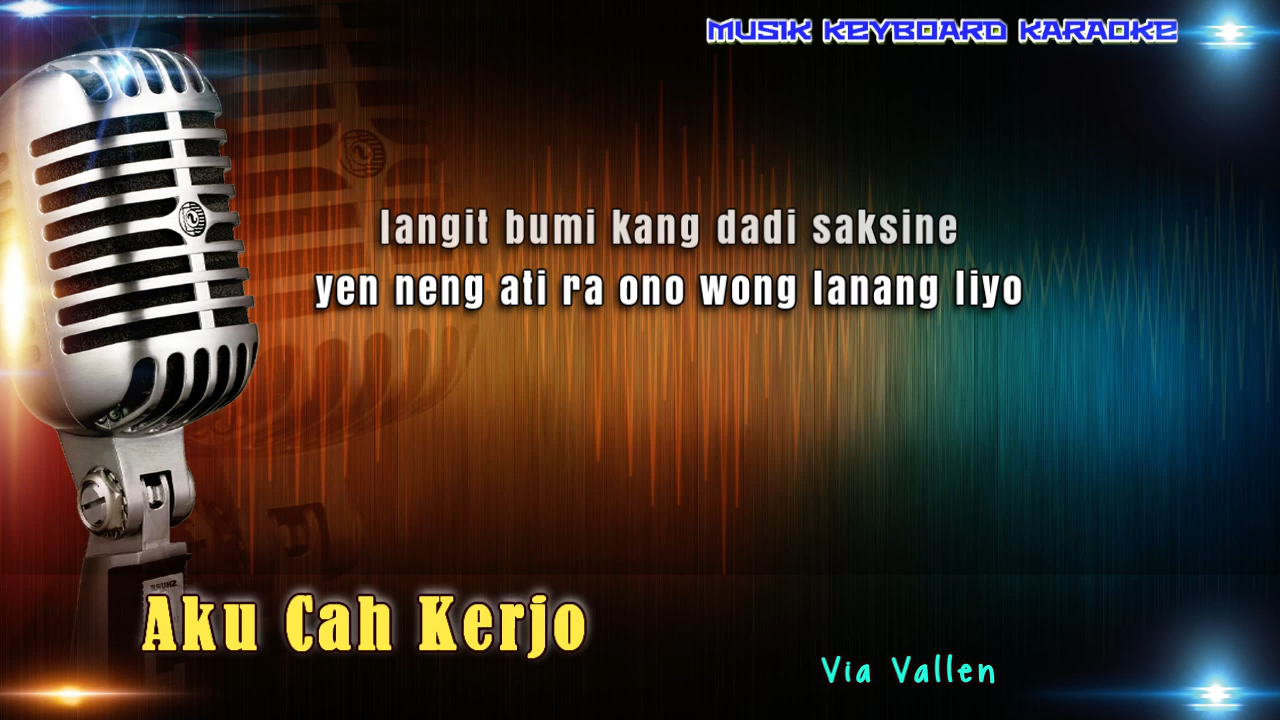 MUSIK KEYBOARD KARAOKE
langit bumi kang dadi saksine
yen neng ati ra ono wong lanang liyo
Aku Cah Kerjo
Via Vallen